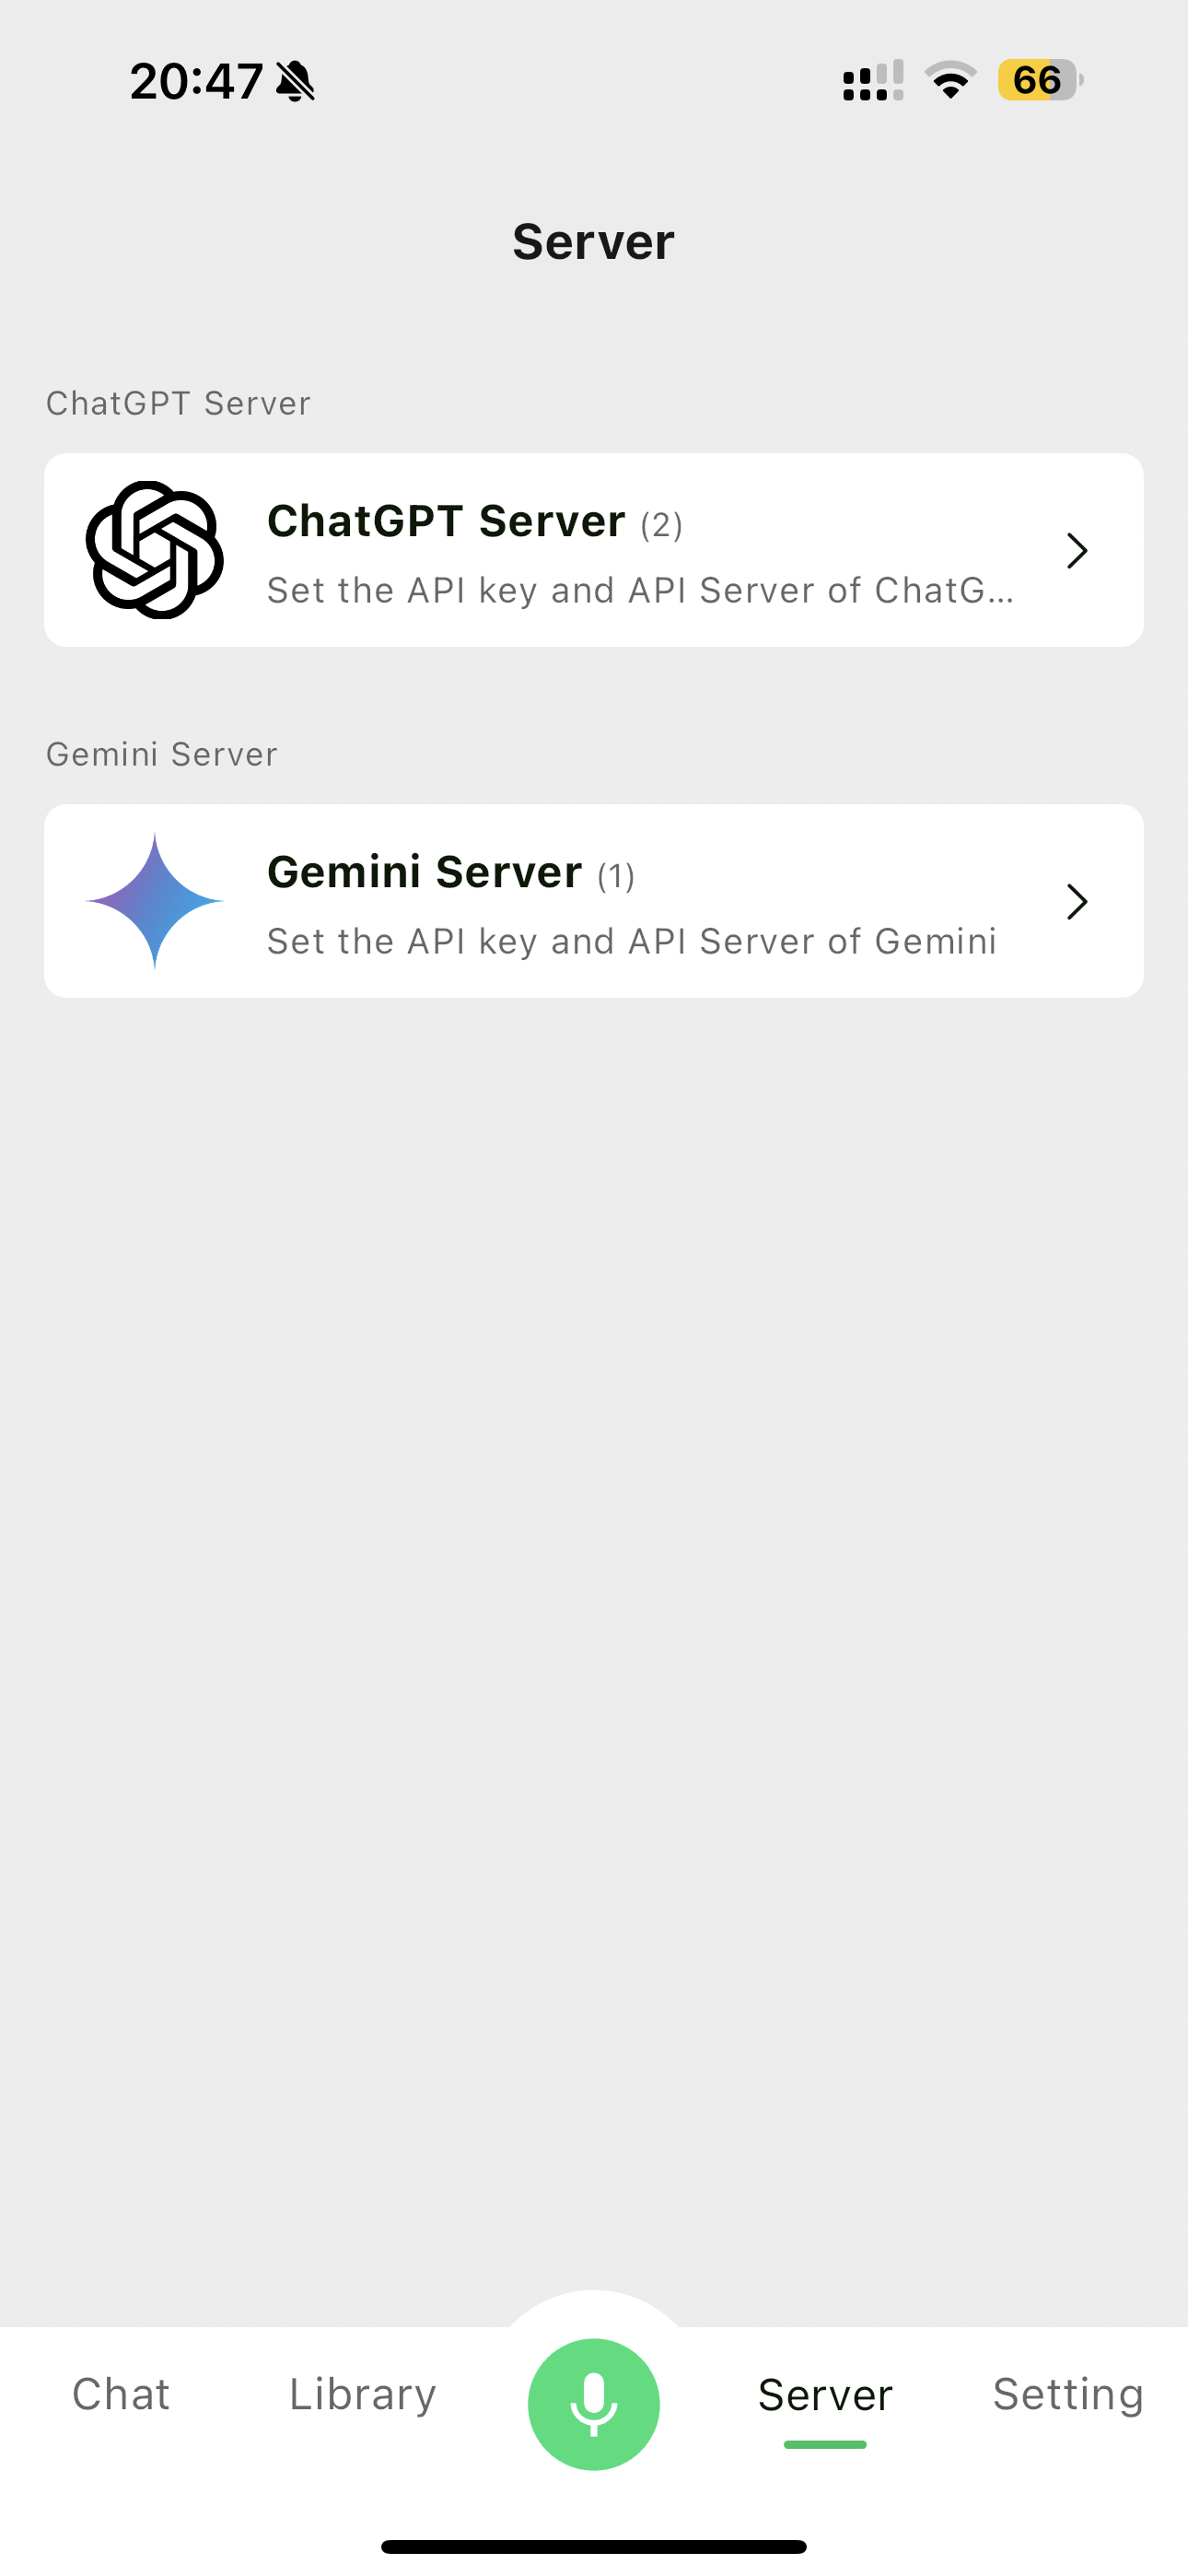 20:47
66
Server
ChatGPT Server
ChatGPT Server (2)
Set the API key and API Server of ChatG...
Gemini Server
Gemini Server (1)
Set the API key and API Server of Gemini
Chat
Library
Server
Setting